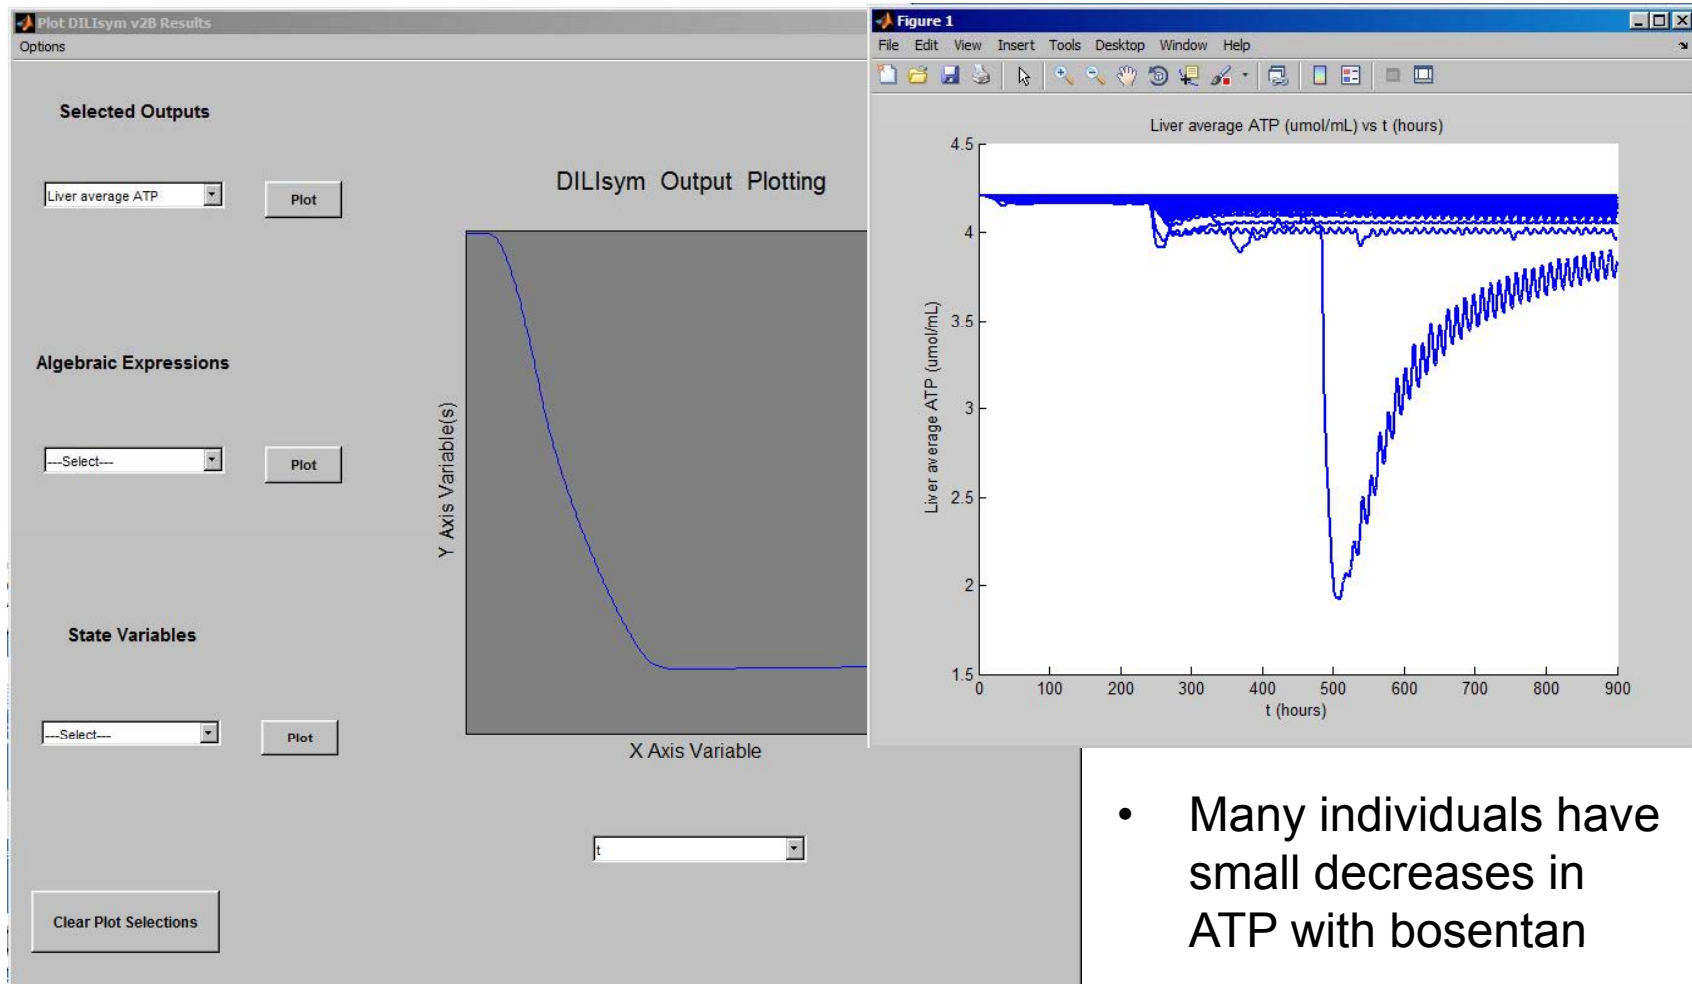 Plot DILIsym v2B Results
Options
Selected Outputs
Liver average ATP
Plot
Algebraic Expressions
---Select---
Plot
State Variables
---Select---
Plot
Clear Plot Selections
DILIsym Output Plotting
Y Axis Variable(s)
X Axis Variable
t
Figure 1
File Edit View Insert Tools Desktop Window Help
Liver average ATP (umol/mL) vs t (hours)
Liver average ATP (umol/mL)
4.5
4
3.5
3
2.5
2
1.5
0 100 200 300 400 500 600 700 800 900
t (hours)
• Many individuals have
small decreases in
ATP with bosentan